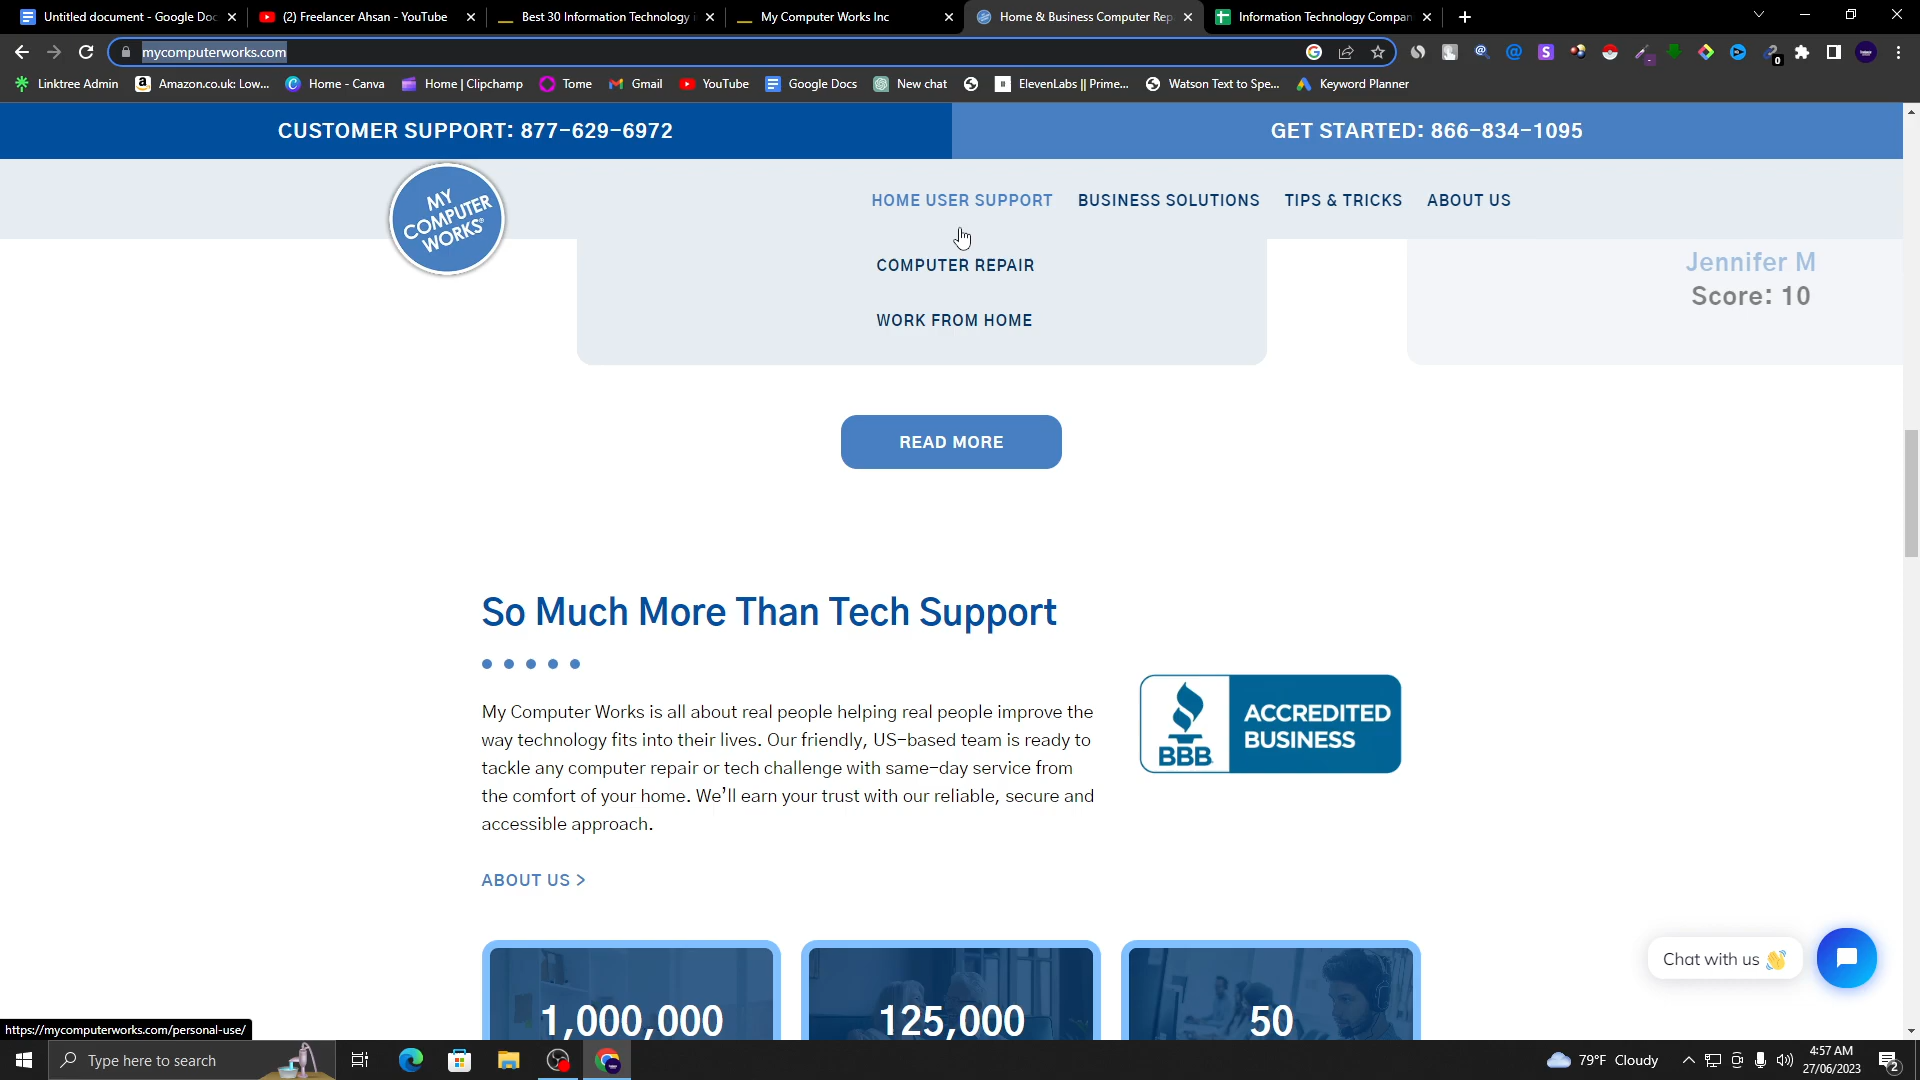 Untitled document - Google Doc
(2) Freelancer Ahsan - YouTube
Best 30 Information Technology i
My Computer Works Inc
Home & Business Computer Rep
Information Technology Compan
mycomputerworks.com
0
Linktree Admin
Amazon.co.uk: Low...
Home - Canva
Home | Clipchamp
Tome
Gmail
YouTube
Google Docs
New chat
ElevenLabs || Prime...
Watson Text to Spe...
Keyword Planner
CUSTOMER SUPPORT: 877-629-6972
GET STARTED: 866-834-1095
MY
COMPUTER
WORKS®
HOME USER SUPPORT
BUSINESS SOLUTIONS
TIPS & TRICKS
ABOUT US
COMPUTER REPAIR
WORK FROM HOME
Jennifer M
Score: 10
READ MORE
So Much More Than Tech Support
My Computer Works is all about real people helping real people improve the
way technology fits into their lives. Our friendly, US-based team is ready to
tackle any computer repair or tech challenge with same-day service from
the comfort of your home. We’ll earn your trust with our reliable, secure and
accessible approach.
BBB
ACCREDITED
BUSINESS
ABOUT US >
1,000,000
125,000
50
Chat with us 👋
https://mycomputerworks.com/personal-use/
Type here to search
79°F Cloudy
4:57 AM
27/06/2023
2